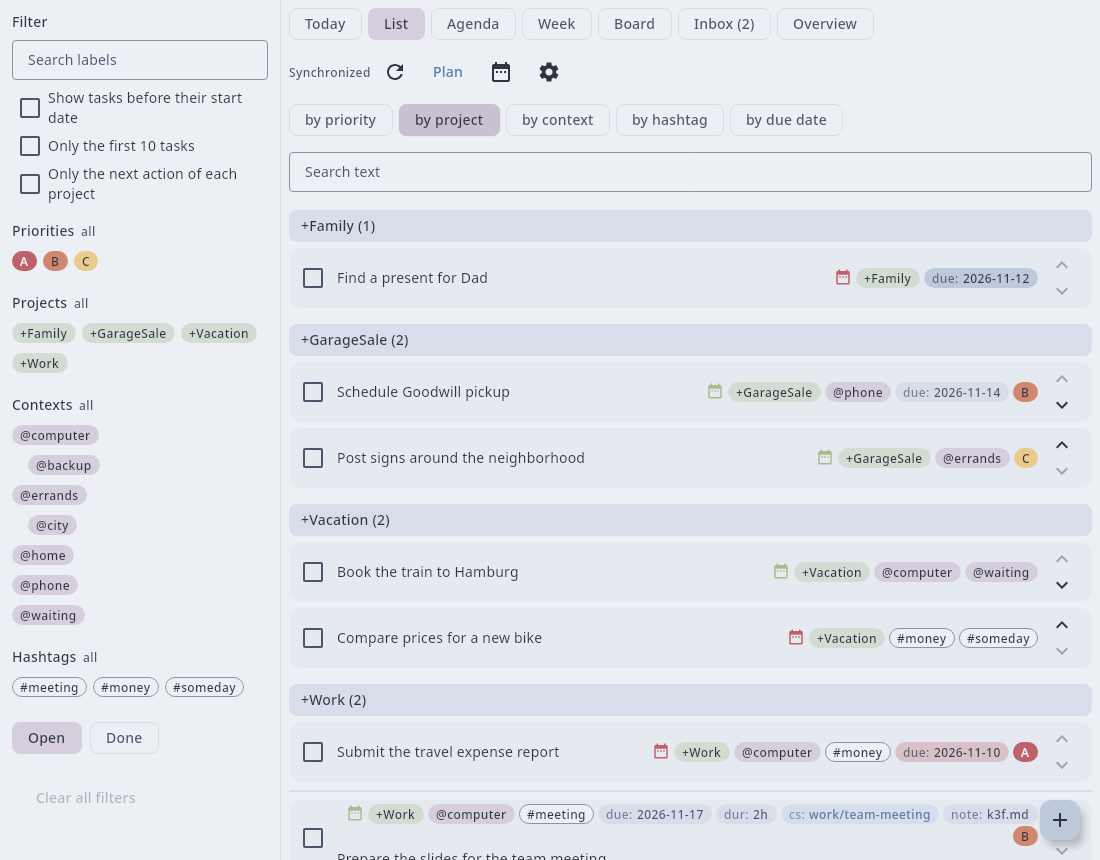 Filter
Search labels
Show tasks before their start
date
Only the first 10 tasks
Only the next action of each
project
Priorities all
A B C
Projects all
+Family +GarageSale +Vacation
+Work
Contexts all
@computer
@backup
@errands
@city
@home
@phone
@waiting
Hashtags all
#meeting #money #someday
Open Done
Clear all filters
Today List Agenda Week Board Inbox (2) Overview
Synchronized Plan
by priority by project by context by hashtag by due date
Search text
+Family (1)
Find a present for Dad +Family due: 2026-11-12
+GarageSale (2)
Schedule Goodwill pickup +GarageSale @phone due: 2026-11-14 B
Post signs around the neighborhood +GarageSale @errands C
+Vacation (2)
Book the train to Hamburg +Vacation @computer @waiting
Compare prices for a new bike +Vacation #money #someday
+Work (2)
Submit the travel expense report +Work @computer #money due: 2026-11-10 A
+Work @computer #meeting due: 2026-11-17 dur: 2h cs: work/team-meeting note: k3f.md
B
Prepare the slides for the team meeting